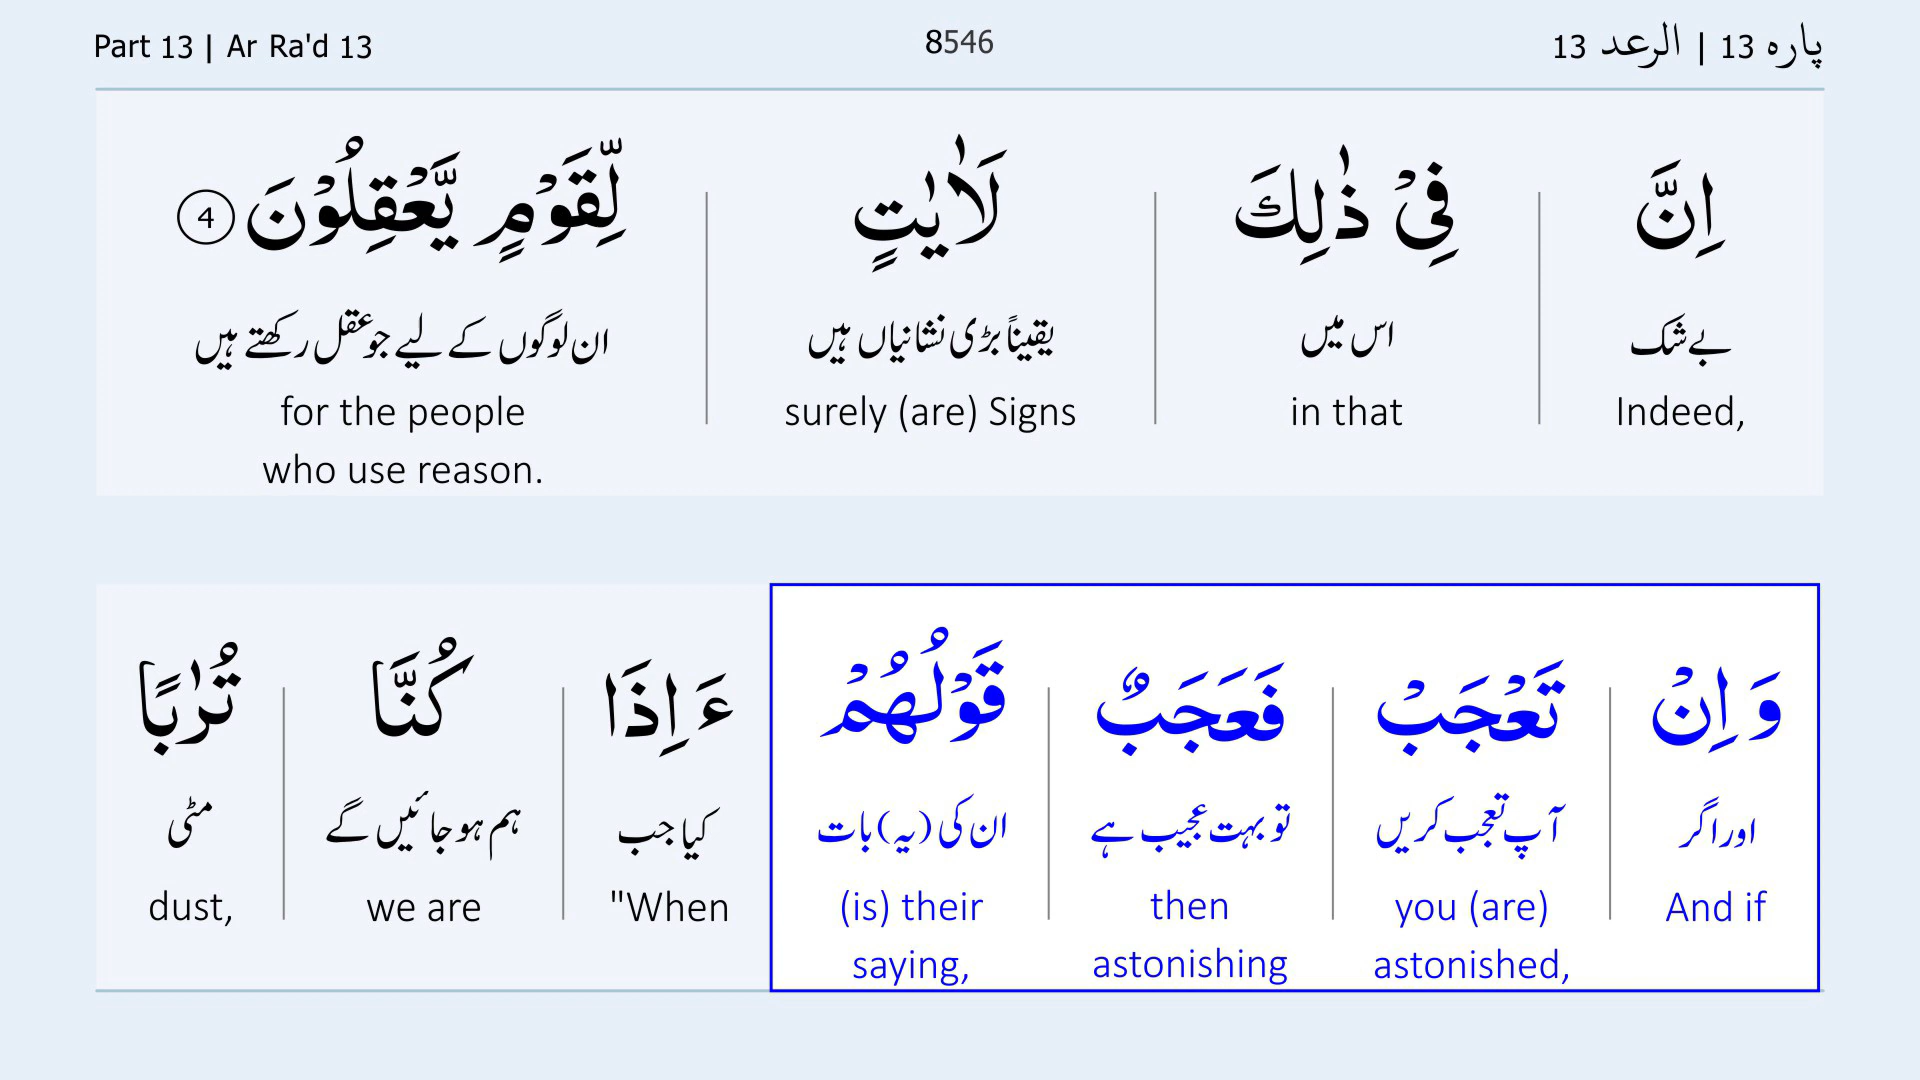 Part 13 | Ar Ra'd 13
8546
پارہ 13 | الرعد 13
اِنَّ فِىْ ذٰلِكَ لَاٰيٰتٍ لِّقَوْمٍ يَّعْقِلُوْنَ 4
بے شک اس میں یقیناً بڑی نشانیاں ہیں ان لوگوں کے لیے جو عقل رکھتے ہیں
Indeed, in that surely (are) Signs for the people
who use reason.
وَ اِنْ تَعْجَبْ فَعَجَبٌ قَوْلُهُمْ ءَ اِذَا كُنَّا تُرٰبًا
اور اگر آپ تعجب کریں تو بہت عجیب ہے ان کی (یہ) بات کیا جب ہم ہو جائیں گے مٹی
And if you (are) then (is) their "When we are dust,
astonished, astonishing saying,